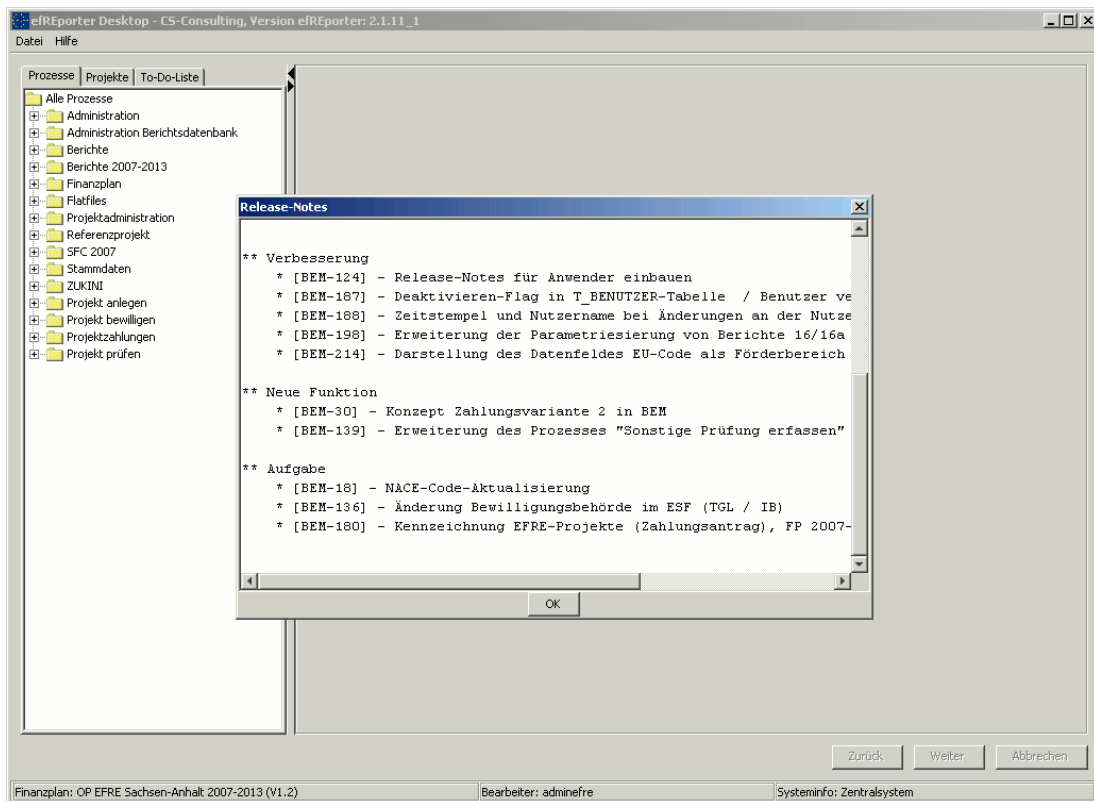 efREporter Desktop - CS-Consulting, Version efREporter: 2.1.11_1
Datei Hilfe
Prozesse Projekte To-Do-Liste
Alle Prozesse
Administration
Administration Berichtsdatenbank
Berichte
Berichte 2007-2013
Finanzplan
Flatfiles
Projektadministration
Referenzprojekt
SFC 2007
Stammdaten
ZUKINI
Projekt anlegen
Projekt bewilligen
Projektzahlungen
Projekt prüfen
Release-Notes
** Verbesserung
* [BEM-124] - Release-Notes für Anwender einbauen
* [BEM-187] - Deaktivieren-Flag in T_BENUTZER-Tabelle / Benutzer ve
* [BEM-188] - Zeitstempel und Nutzername bei Änderungen an der Nutze
* [BEM-198] - Erweiterung der Parametriesierung von Berichte 16/16a
* [BEM-214] - Darstellung des Datenfeldes EU-Code als Förderbereich
** Neue Funktion
* [BEM-30] - Konzept Zahlungsvariante 2 in BEM
* [BEM-139] - Erweiterung des Prozesses "Sonstige Prüfung erfassen"
** Aufgabe
* [BEM-18] - NACE-Code-Aktualisierung
* [BEM-136] - Änderung Bewilligungsbehörde im ESF (TGL / IB)
* [BEM-180] - Kennzeichnung EFRE-Projekte (Zahlungsantrag), FP 2007-
OK
Zurück Weiter Abbrechen
Finanzplan: OP EFRE Sachsen-Anhalt 2007-2013 (V1.2) Bearbeiter: adminefre Systeminfo: Zentralsystem